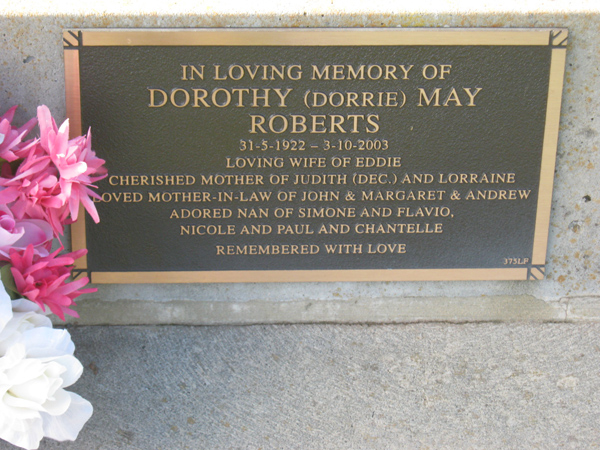 IN LOVING MEMORY OF
DOROTHY (DORRIE) MAY
ROBERTS
31-5-1922 – 3-10-2003
LOVING WIFE OF EDDIE
CHERISHED MOTHER OF JUDITH (DEC.) AND LORRAINE
LOVED MOTHER-IN-LAW OF JOHN & MARGARET & ANDREW
ADORED NAN OF SIMONE AND FLAVIO,
NICOLE AND PAUL AND CHANTELLE
REMEMBERED WITH LOVE
375LP